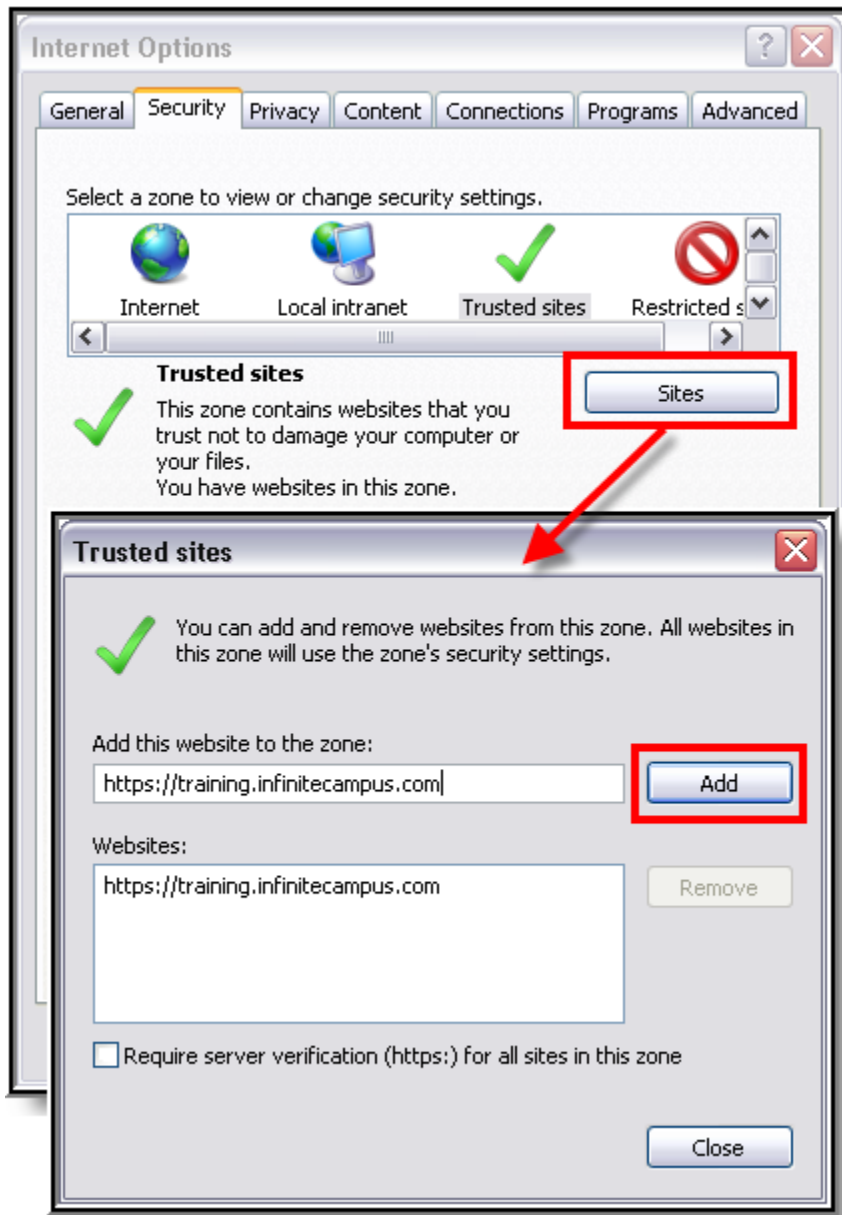 Internet Options
General Security Privacy Content Connections Programs Advanced
Select a zone to view or change security settings.
Internet Local intranet Trusted sites Restricted s
Trusted sites
Sites
This zone contains websites that you
trust not to damage your computer or
your files.
You have websites in this zone.
Trusted sites
You can add and remove websites from this zone. All websites in
this zone will use the zone's security settings.
Add this website to the zone:
https://training.infinitecampus.com
Add
Websites:
https://training.infinitecampus.com
Remove
Require server verification (https:) for all sites in this zone
Close